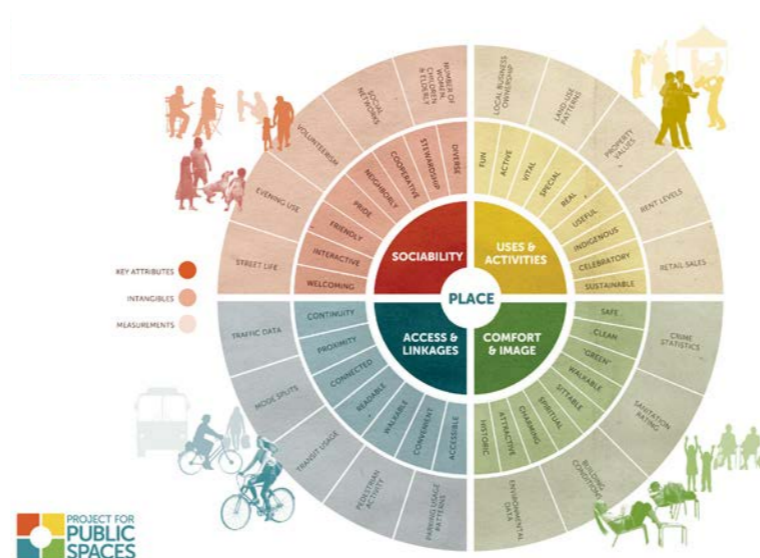 NUMBER OF
WOMEN,
CHILDREN
& ELDERLY
SOCIAL
NETWORKS
VOLUNTEERISM
EVENING USE
STREET LIFE
LOCAL BUSINESS
OWNERSHIP
LAND-USE
PATTERNS
PROPERTY
VALUES
RENT LEVELS
RETAIL SALES
DIVERSE
STEWARDSHIP
COOPERATIVE
NEIGHBORLY
PRIDE
FRIENDLY
INTERACTIVE
WELCOMING
FUN
ACTIVE
VITAL
SPECIAL
REAL
USEFUL
INDIGENOUS
CELEBRATORY
SUSTAINABLE
SOCIABILITY
USES &
ACTIVITIES
PLACE
ACCESS &
LINKAGES
COMFORT
& IMAGE
KEY ATTRIBUTES
INTANGIBLES
MEASUREMENTS
CONTINUITY
PROXIMITY
CONNECTED
READABLE
WALKABLE
CONVENIENT
ACCESSIBLE
SAFE
CLEAN
"GREEN"
WALKABLE
SITTABLE
SPIRITUAL
CHARMING
ATTRACTIVE
HISTORIC
TRAFFIC DATA
MODE SPLITS
TRANSIT USAGE
PEDESTRIAN
ACTIVITY
PARKING USAGE
PATTERNS
CRIME
STATISTICS
SANITATION
RATING
BUILDING
CONDITIONS
ENVIRONMENTAL
DATA
PROJECT FOR
PUBLIC
SPACES